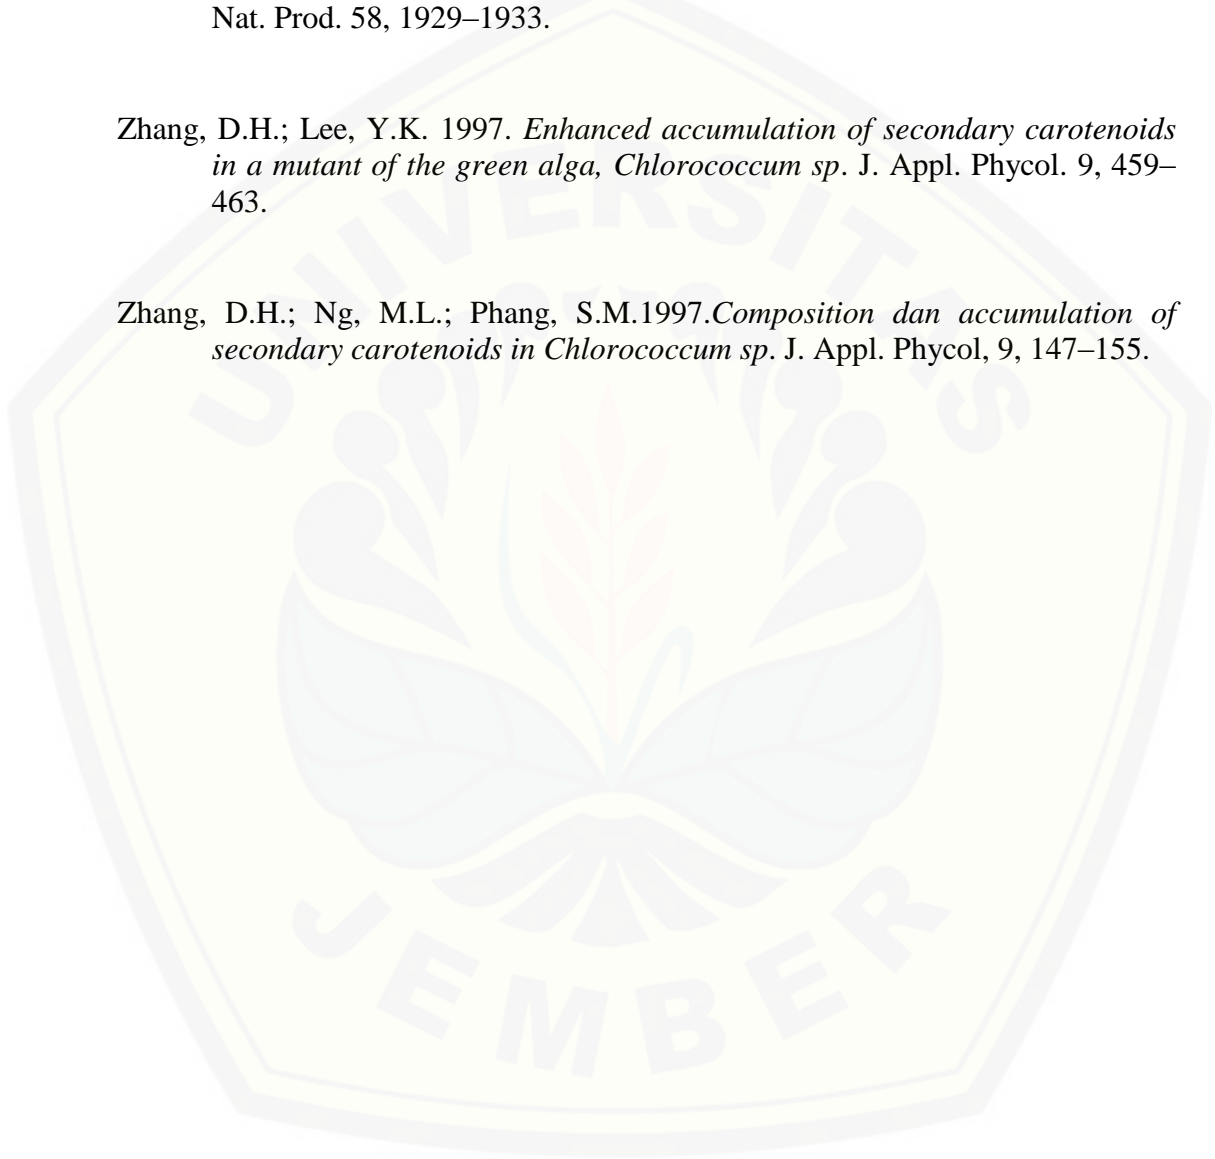 Nat. Prod. 58, 1929–1933.
Zhang, D.H.; Lee, Y.K. 1997. Enhanced accumulation of secondary carotenoids
in a mutant of the green alga, Chlorococcum sp. J. Appl. Phycol. 9, 459–
463.
Zhang, D.H.; Ng, M.L.; Phang, S.M.1997.Composition dan accumulation of
secondary carotenoids in Chlorococcum sp. J. Appl. Phycol, 9, 147–155.
UNIVERSITAS
JEMBER